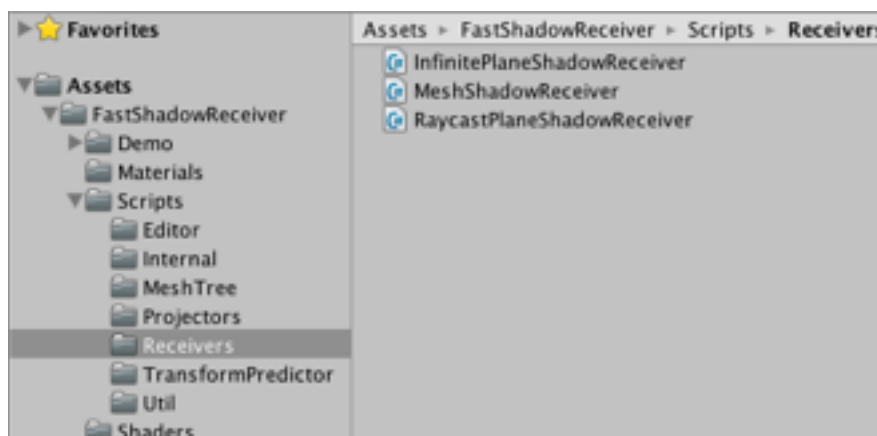 Favorites
Assets
FastShadowReceiver
Demo
Materials
Scripts
Editor
Internal
MeshTree
Projectors
Receivers
TransformPredictor
Util
Shaders
Assets ▸ FastShadowReceiver ▸ Scripts ▸ Receivers
InfinitePlaneShadowReceiver
MeshShadowReceiver
RaycastPlaneShadowReceiver